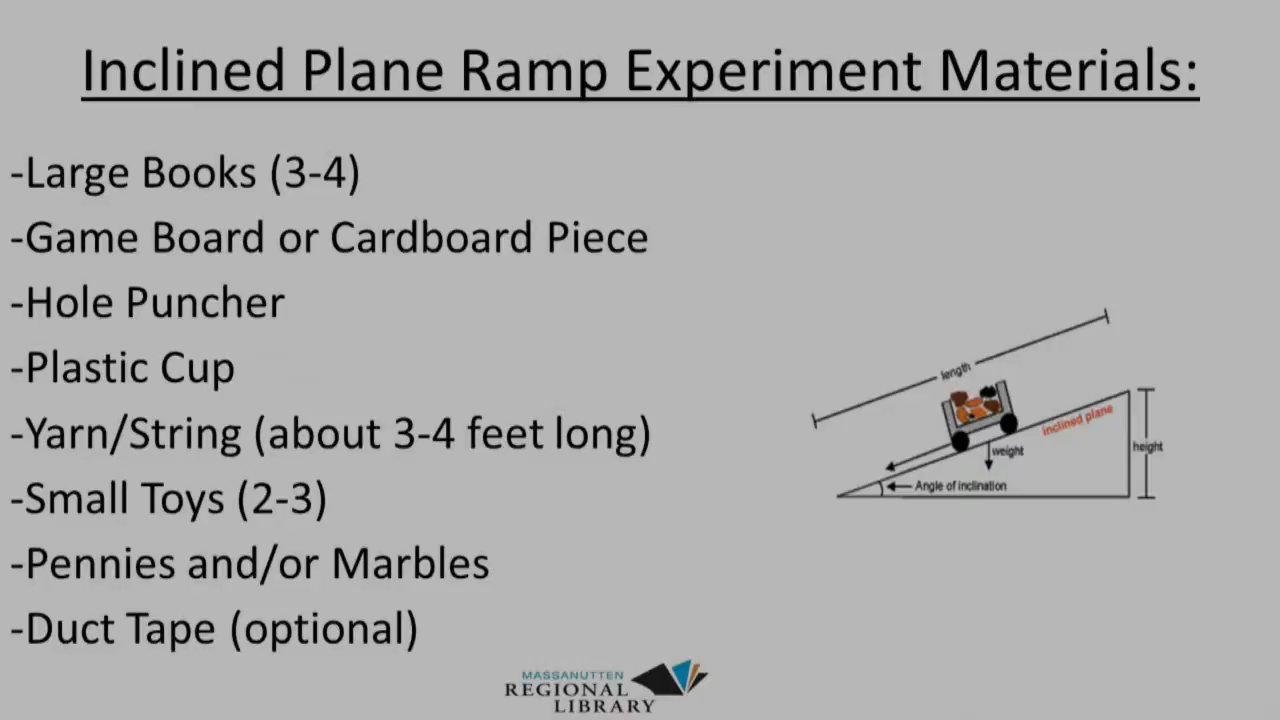 Inclined Plane Ramp Experiment Materials:
-Large Books (3-4)
-Game Board or Cardboard Piece
-Hole Puncher
-Plastic Cup
-Yarn/String (about 3-4 feet long)
-Small Toys (2-3)
-Pennies and/or Marbles
-Duct Tape (optional)
length
inclined plane
height
weight
Angle of inclination
MASSANUTTEN
REGIONAL
LIBRARY